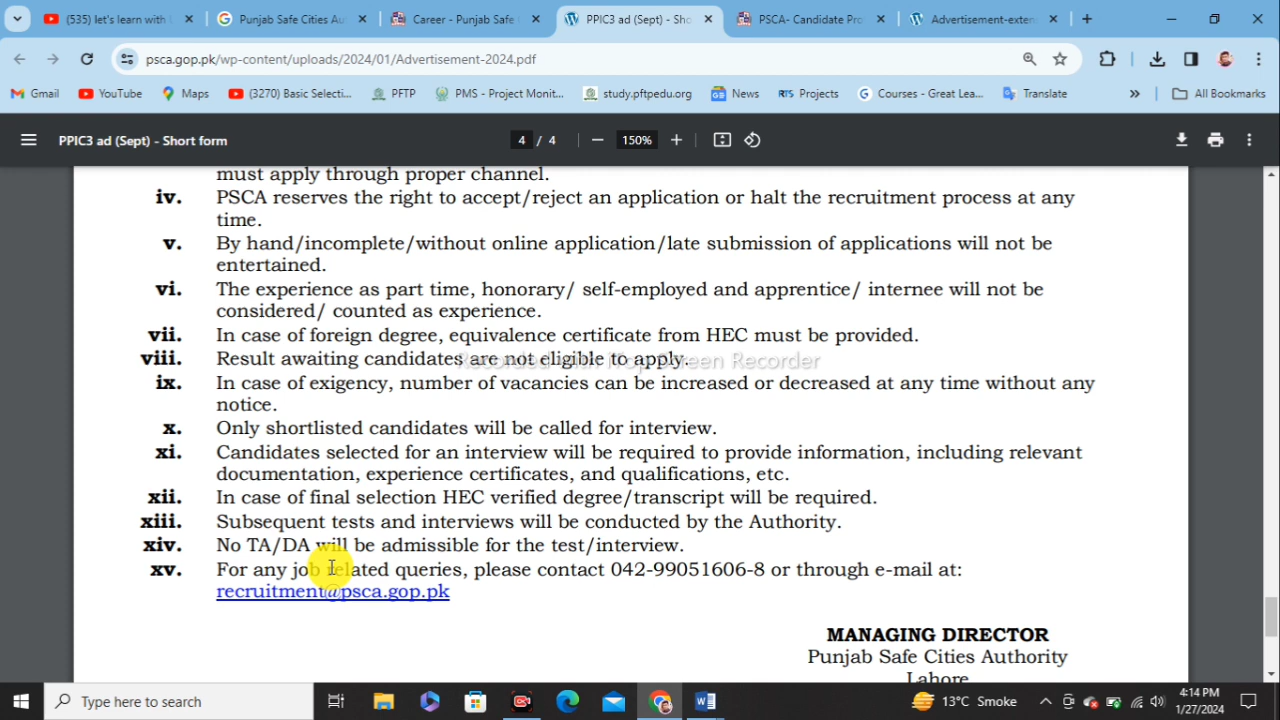 (535) let's learn with
Punjab Safe Cities Au
Career - Punjab Safe
PPIC3 ad (Sept) - Sho
PSCA- Candidate Pro
Advertisement-exten
psca.gop.pk/wp-content/uploads/2024/01/Advertisement-2024.pdf
Gmail
YouTube
Maps
(3270) Basic Selecti...
PFTP
PMS - Project Monit...
study.pftpedu.org
News
RTS Projects
Courses - Great Lea...
Translate
»
All Bookmarks
PPIC3 ad (Sept) - Short form
4 / 4
150%
must apply through proper channel.
iv. PSCA reserves the right to accept/reject an application or halt the recruitment process at any
time.
v. By hand/incomplete/without online application/late submission of applications will not be
entertained.
vi. The experience as part time, honorary/ self-employed and apprentice/ internee will not be
considered/ counted as experience.
vii. In case of foreign degree, equivalence certificate from HEC must be provided.
viii. Result awaiting candidates are not eligible to apply.
Recorded with iTop Screen Recorder
ix. In case of exigency, number of vacancies can be increased or decreased at any time without any
notice.
x. Only shortlisted candidates will be called for interview.
xi. Candidates selected for an interview will be required to provide information, including relevant
documentation, experience certificates, and qualifications, etc.
xii. In case of final selection HEC verified degree/transcript will be required.
xiii. Subsequent tests and interviews will be conducted by the Authority.
xiv. No TA/DA will be admissible for the test/interview.
xv. For any job related queries, please contact 042-99051606-8 or through e-mail at:
recruitment@psca.gop.pk
MANAGING DIRECTOR
Punjab Safe Cities Authority
Lahore
Type here to search
13°C Smoke
4:14 PM
1/27/2024